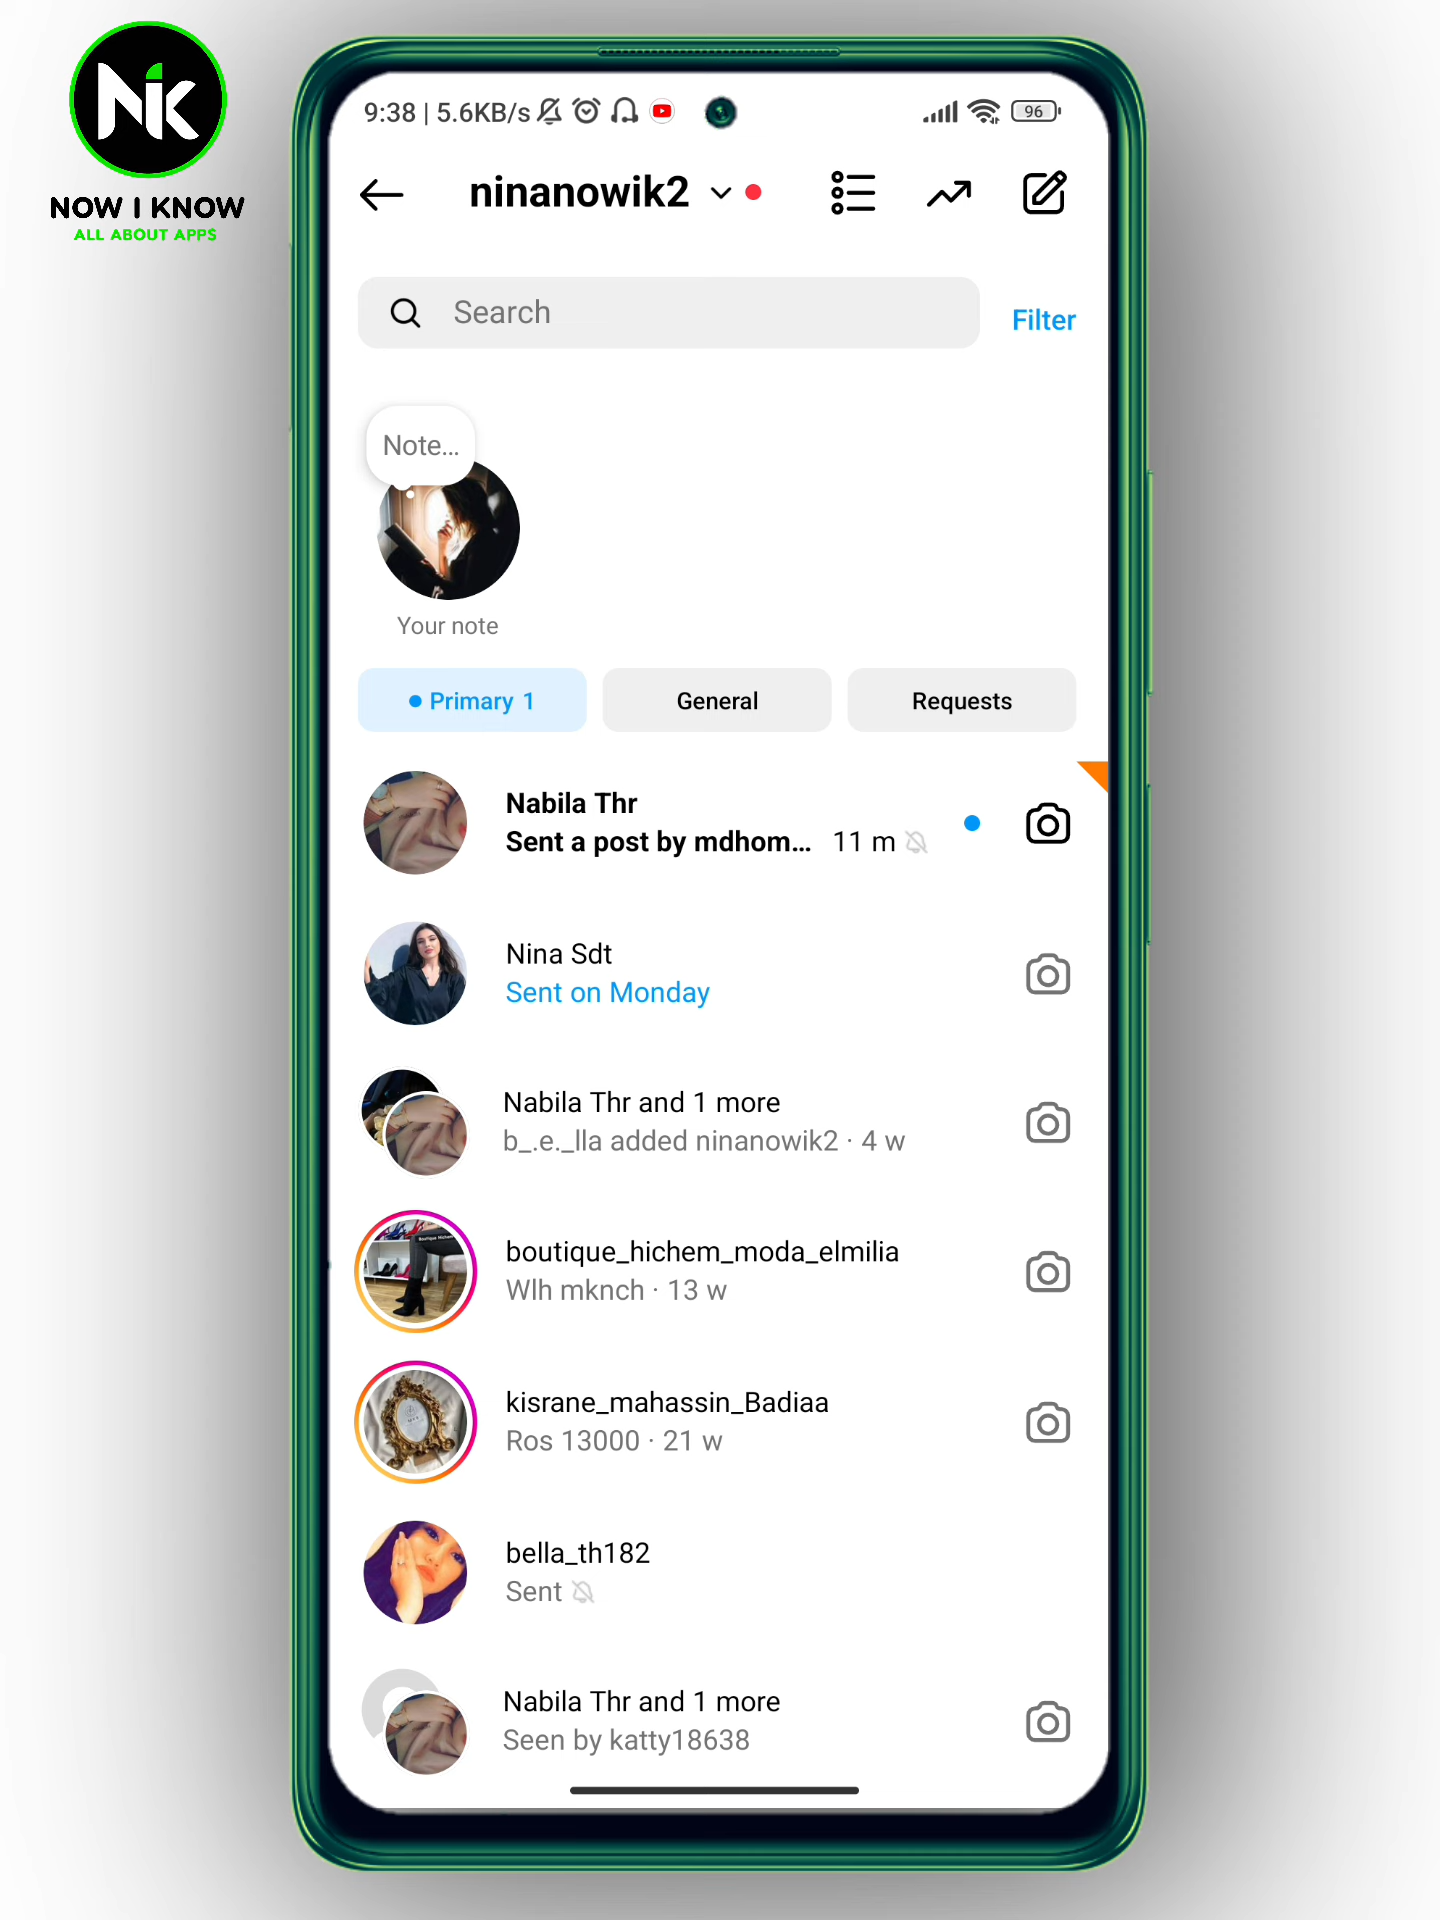 NiK
NOW I KNOW
ALL ABOUT APPS
9:38 | 5.6KB/s
96
ninanowik2
Search
Filter
Note...
Your note
Primary 1
General
Requests
Nabila Thr
Sent a post by mdhom... 11 m
Nina Sdt
Sent on Monday
Nabila Thr and 1 more
b_.e._lla added ninanowik2 · 4 w
boutique_hichem_moda_elmilia
Wlh mknch · 13 w
kisrane_mahassin_Badiaa
Ros 13000 · 21 w
bella_th182
Sent
Nabila Thr and 1 more
Seen by katty18638